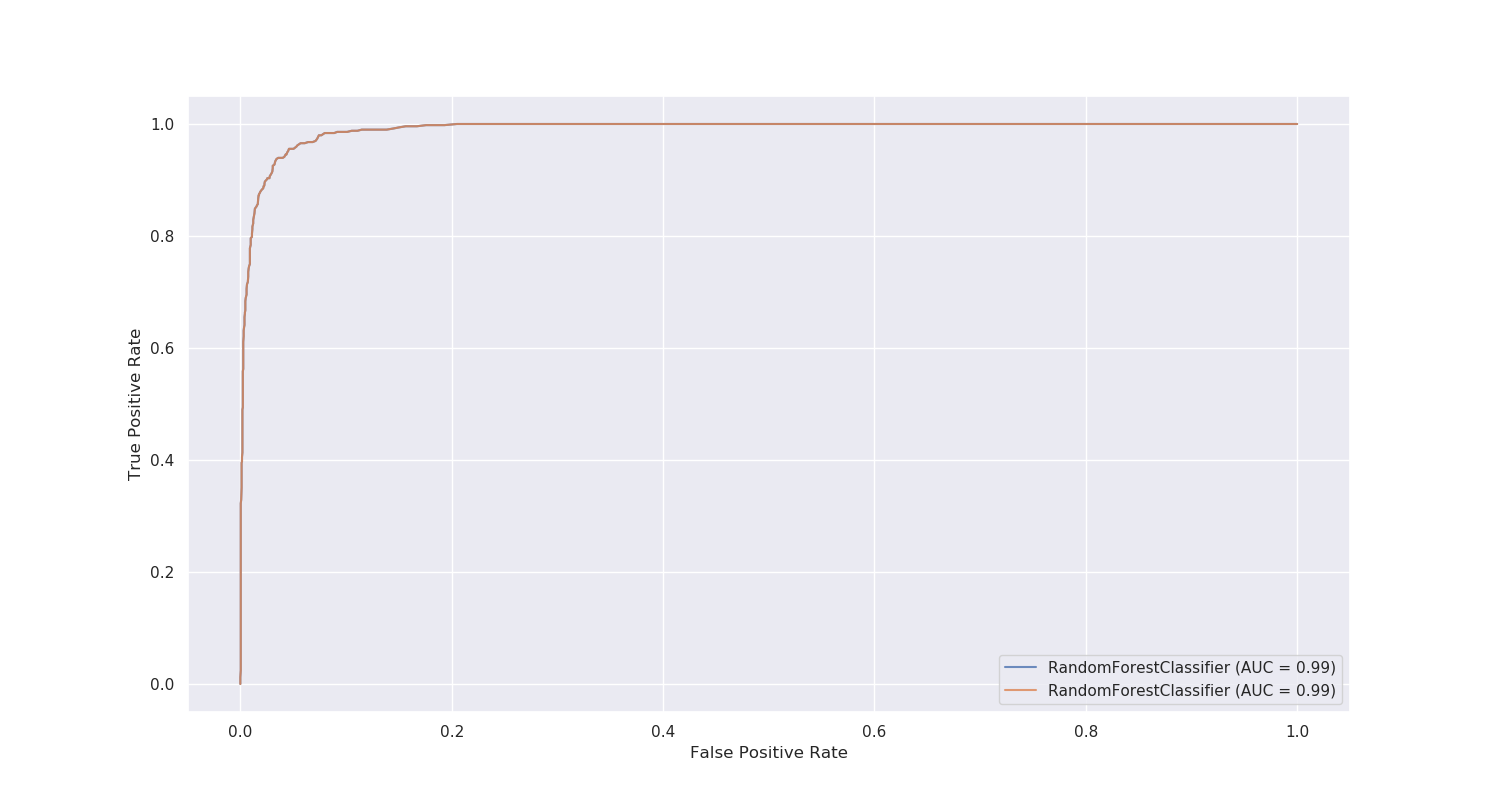 1.0
0.8
0.6
0.4
0.2
0.0
True Positive Rate
RandomForestClassifier (AUC = 0.99)
RandomForestClassifier (AUC = 0.99)
0.0 0.2 0.4 0.6 0.8 1.0
False Positive Rate